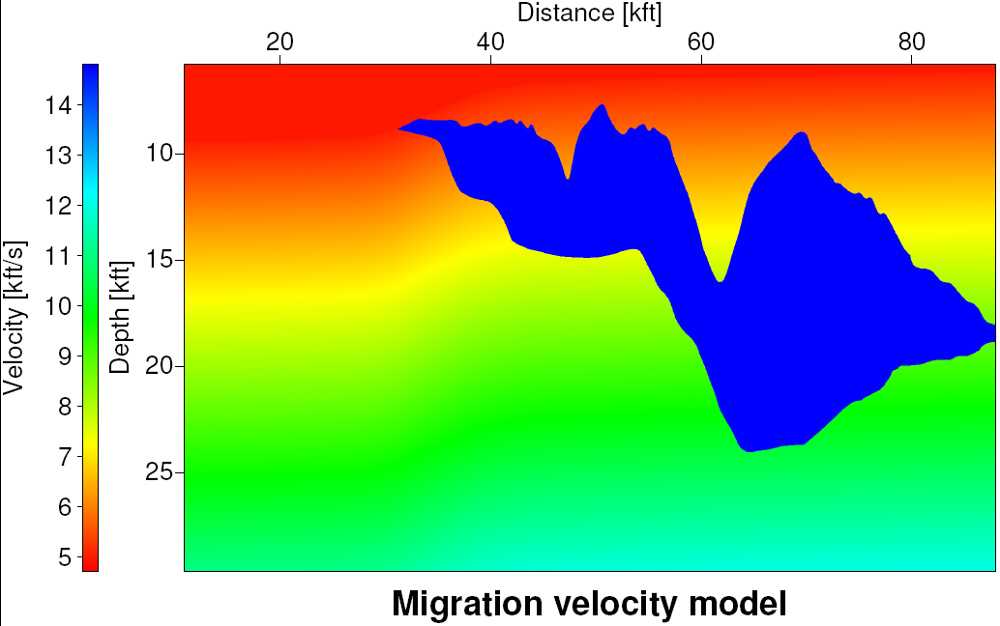 Distance [kft]
20 40 60 80
Velocity [kft/s]
14
13
12
11
10
9
8
7
6
5
Depth [kft]
10
15
20
25
Migration velocity model